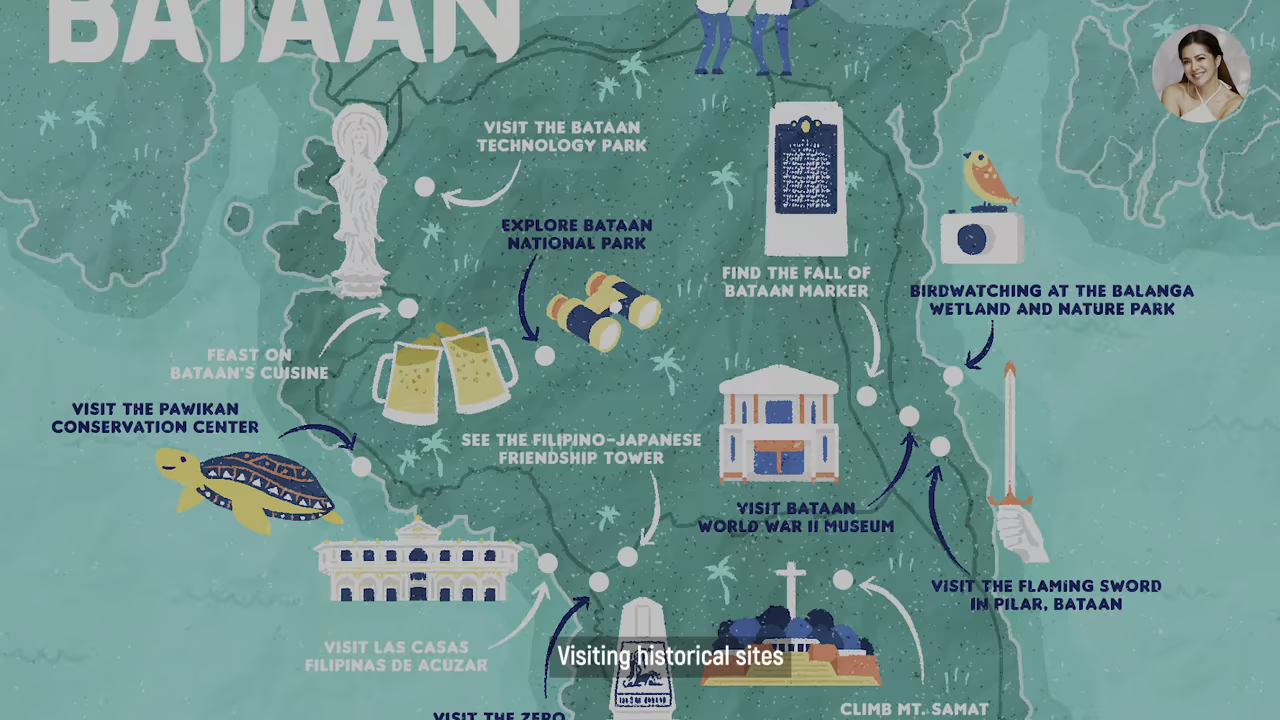 BATAAN
VISIT THE BATAAN
TECHNOLOGY PARK
EXPLORE BATAAN
NATIONAL PARK
FIND THE FALL OF
BATAAN MARKER
BIRDWATCHING AT THE BALANGA
WETLAND AND NATURE PARK
FEAST ON
BATAAN'S CUISINE
VISIT THE PAWIKAN
CONSERVATION CENTER
SEE THE FILIPINO-JAPANESE
FRIENDSHIP TOWER
VISIT BATAAN
WORLD WAR II MUSEUM
VISIT THE FLAMING SWORD
IN PILAR, BATAAN
VISIT LAS CASAS
FILIPINAS DE ACUZAR
Visiting historical sites
CLIMB MT. SAMAT
VISIT THE ZERO